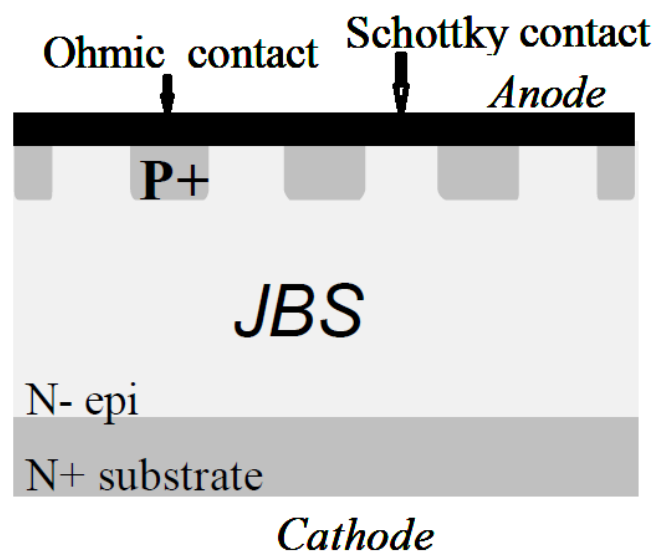 Ohmic contact
Schottky contact
Anode
P+
JBS
N- epi
N+ substrate
Cathode